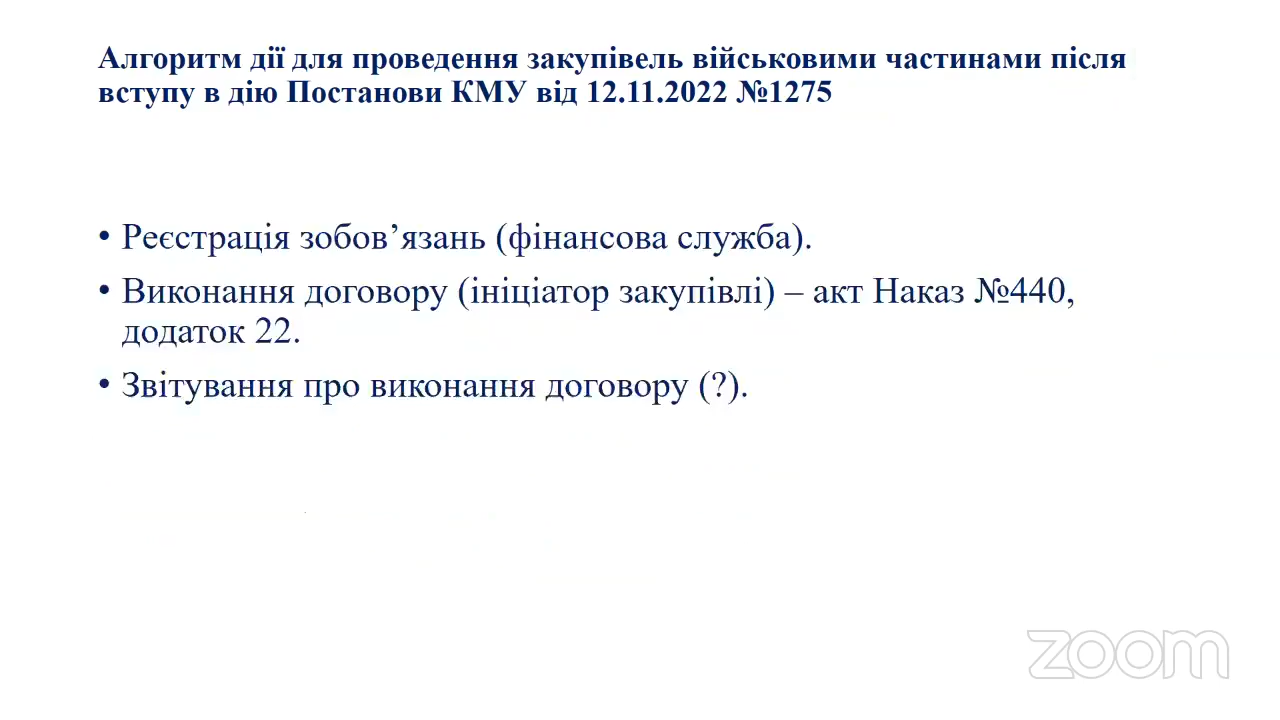 Алгоритм дії для проведення закупівель військовими частинами після
вступу в дію Постанови КМУ від 12.11.2022 №1275
• Реєстрація зобов’язань (фінансова служба).
• Виконання договору (ініціатор закупівлі) – акт Наказ №440,
додаток 22.
• Звітування про виконання договору (?).
zoom